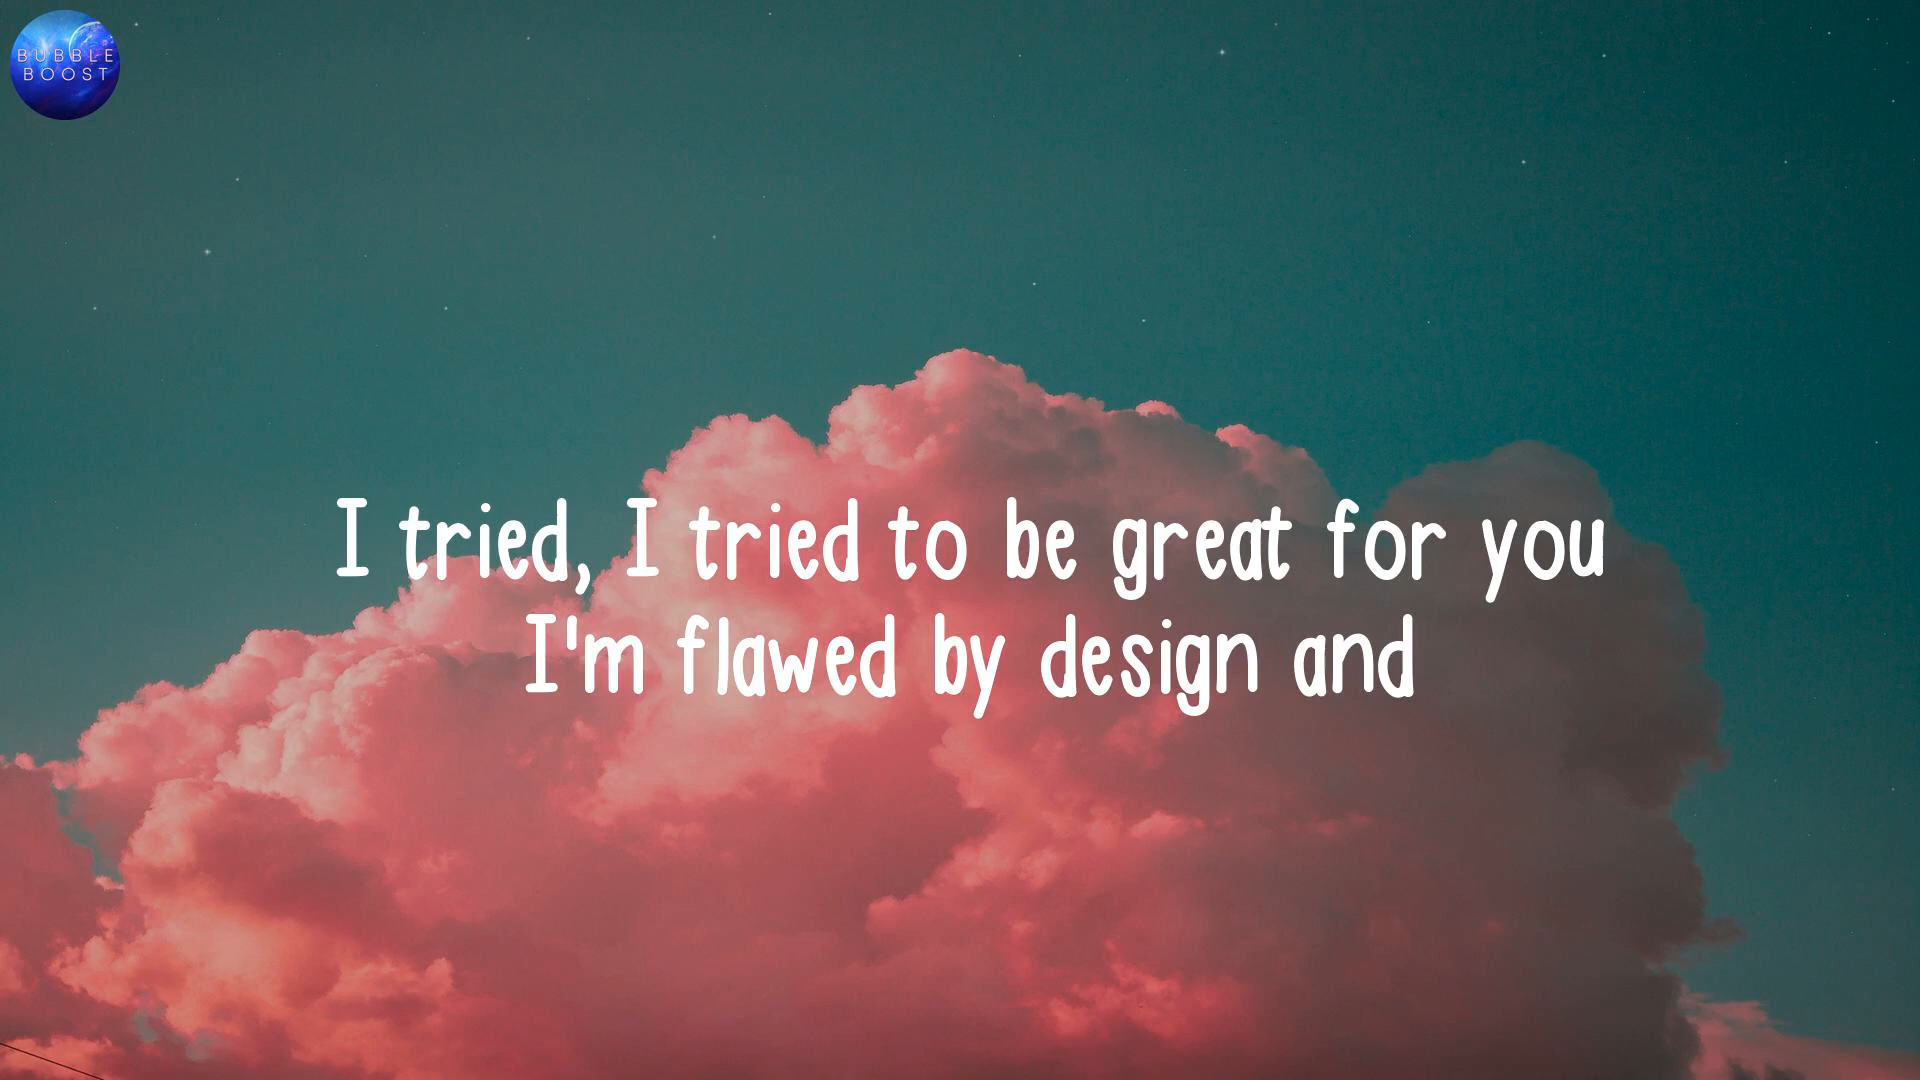 BUBBLE
BOOST
I tried, I tried to be great for you
I'm flawed by design and